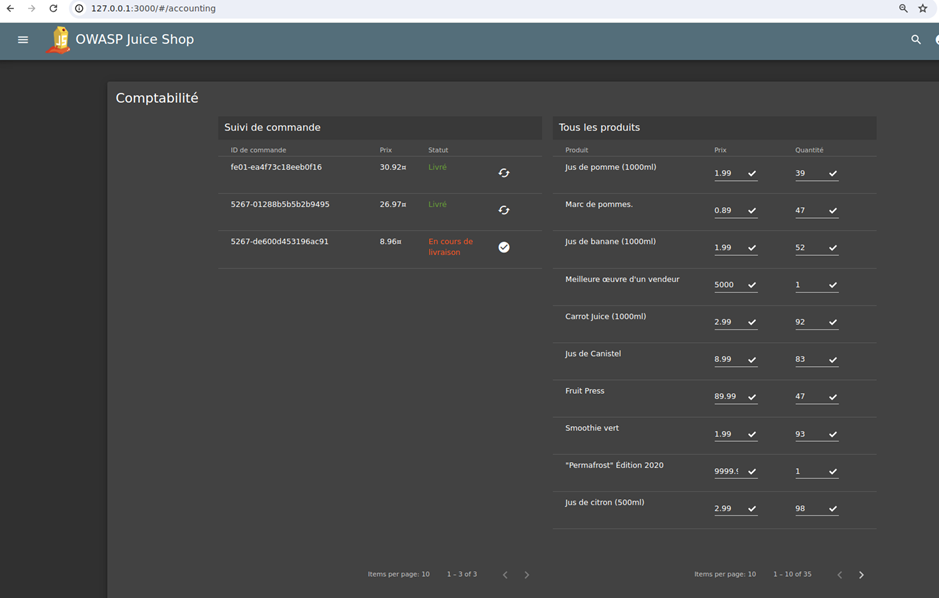 127.0.0.1:3000/#/accounting
OWASP Juice Shop
Comptabilité
Suivi de commande
ID de commande Prix Statut
fe01-ea4f73c18eeb0f16 30.92¤ Livré
5267-01288b5b5b2b9495 26.97¤ Livré
5267-de600d453196ac91 8.96¤ En cours de
livraison
Items per page: 10 1 – 3 of 3
Tous les produits
Produit Prix Quantité
Jus de pomme (1000ml) 1.99 39
Marc de pommes. 0.89 47
Jus de banane (1000ml) 1.99 52
Meilleure œuvre d'un vendeur 5000 1
Carrot Juice (1000ml) 2.99 92
Jus de Canistel 8.99 83
Fruit Press 89.99 47
Smoothie vert 1.99 93
"Permafrost" Édition 2020 9999.9 1
Jus de citron (500ml) 2.99 98
Items per page: 10 1 – 10 of 35